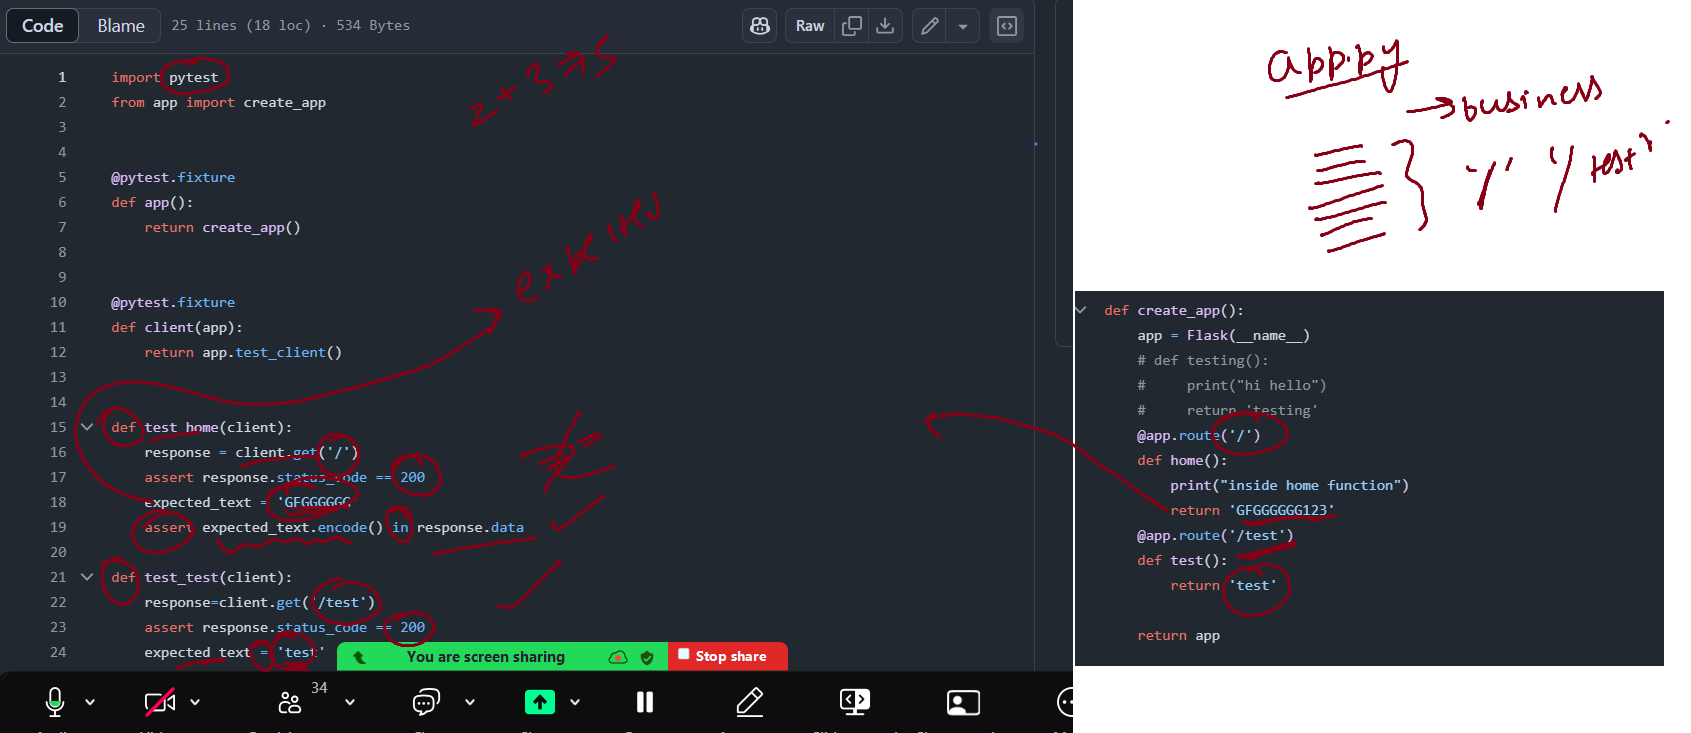 Code Blame 25 lines (18 loc) · 534 Bytes Raw
1 import pytest
2 from app import create_app
3
4
5 @pytest.fixture
6 def app():
7 return create_app()
8
9
10 @pytest.fixture
11 def client(app):
12 return app.test_client()
13
14
15 def test_home(client):
16 response = client.get('/')
17 assert response.status_code == 200
18 expected_text = 'GFGGGGGG
19 assert expected_text.encode() in response.data
20
21 def test_test(client):
22 response=client.get('/test')
23 assert response.status_code == 200
24 expected_text = 'test'
You are screen sharing Stop share
34
app.py
→business
test
def create_app():
app = Flask(__name__)
# def testing():
# print("hi hello")
# return 'testing'
@app.route('/')
def home():
print("inside home function")
return 'GFGGGGGG123'
@app.route('/test')
def test():
return 'test'
return app